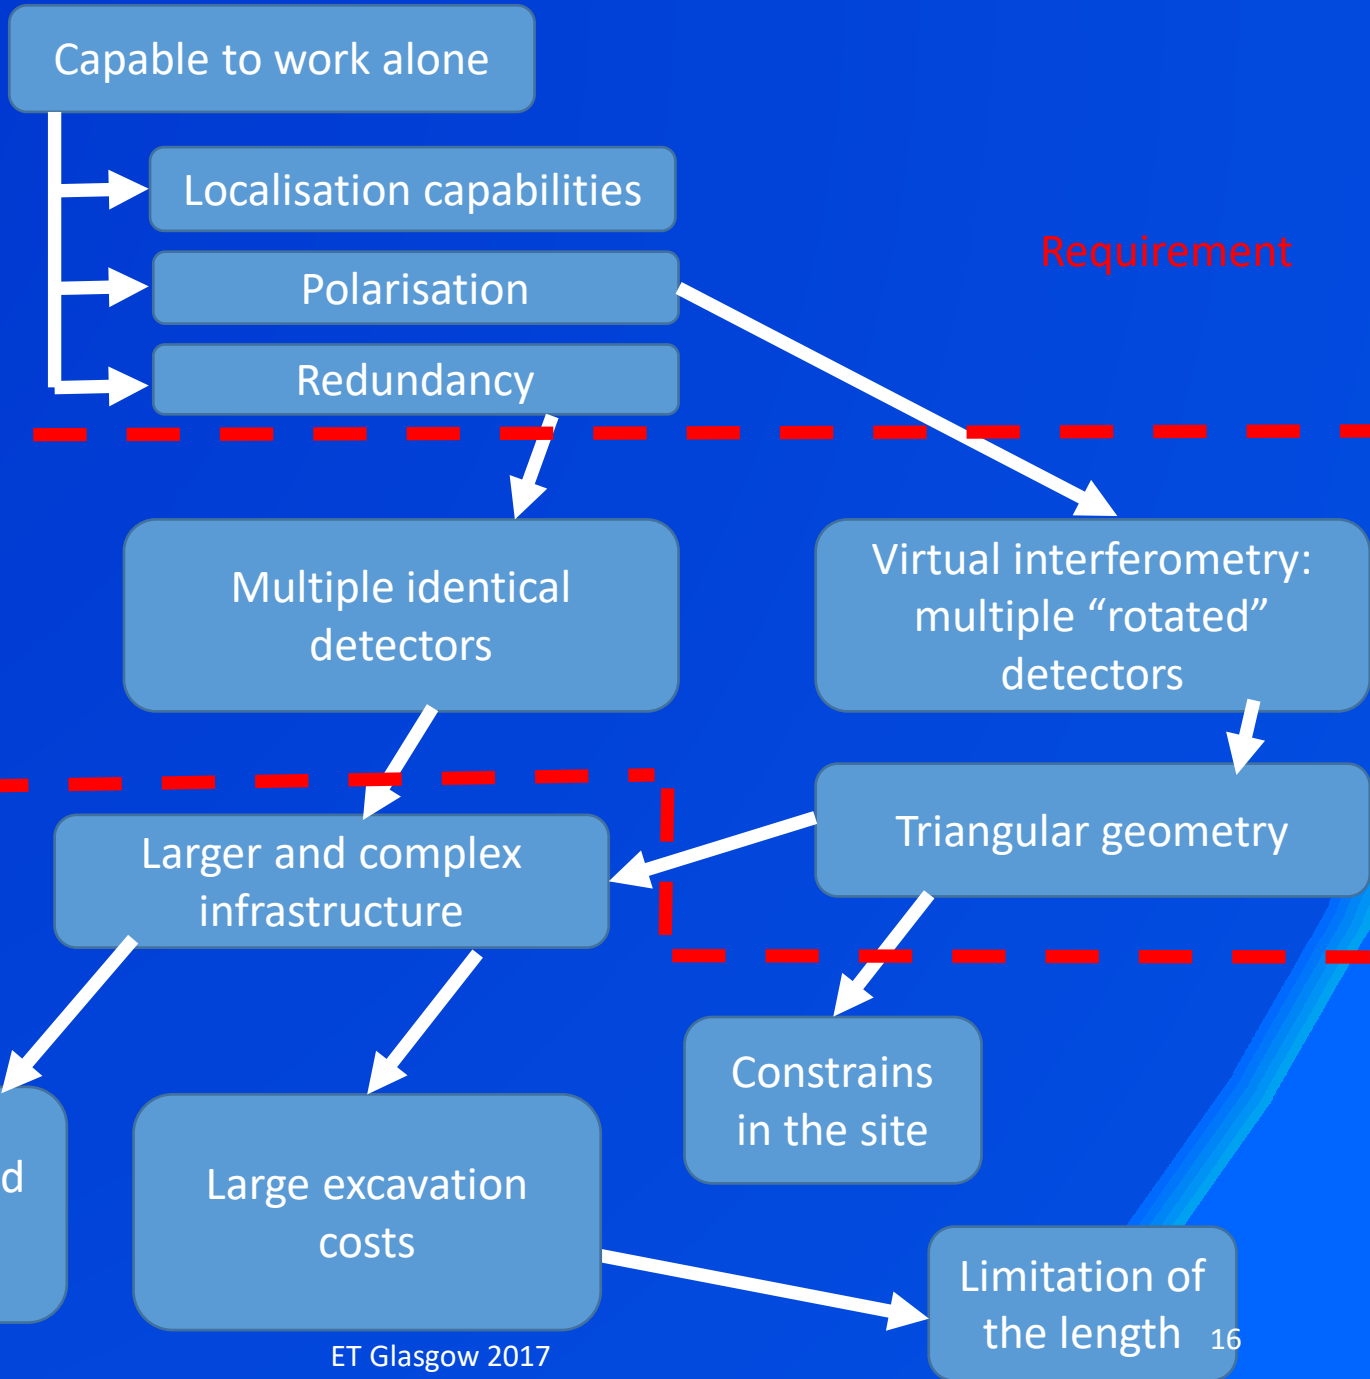 Capable to work alone
Localisation capabilities
Requirement
Polarisation
Redundancy
Multiple identical
detectors
Virtual interferometry:
multiple “rotated”
detectors
Triangular geometry
Larger and complex
infrastructure
Constrains
in the site
d
Large excavation
costs
Limitation of
the length
16
ET Glasgow 2017